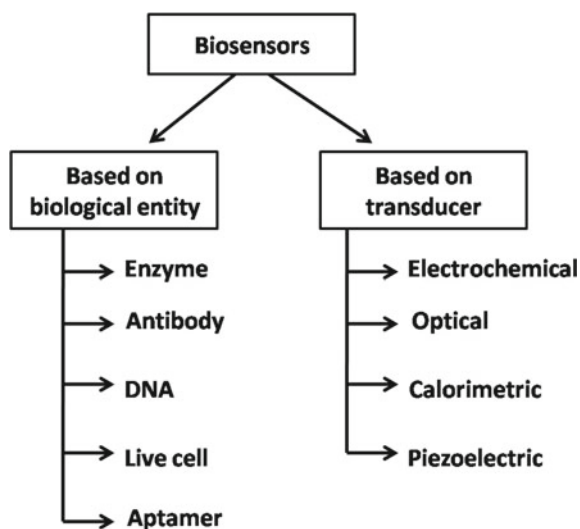 Biosensors
Based on
biological entity
Based on
transducer
Enzyme
Antibody
DNA
Live cell
Aptamer
Electrochemical
Optical
Calorimetric
Piezoelectric